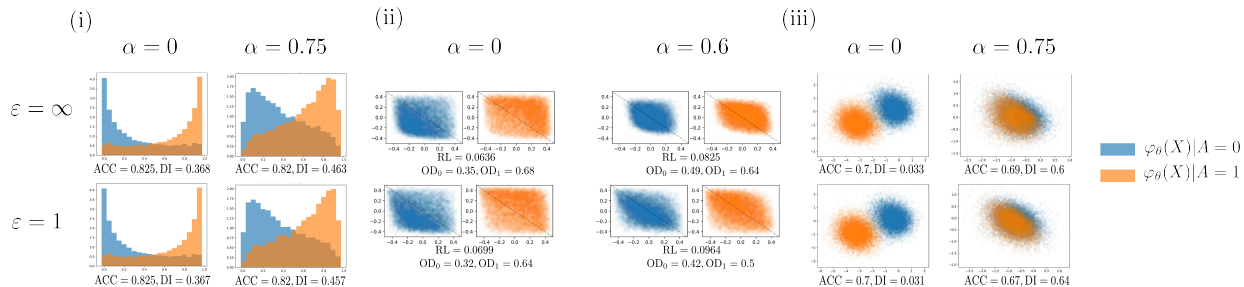 (i)
(ii)
(iii)
α = 0
α = 0.75
α = 0
α = 0.6
α = 0
α = 0.75
ε = ∞
ACC = 0.825, DI = 0.368
ACC = 0.82, DI = 0.463
RL = 0.0636
OD₀ = 0.35, OD₁ = 0.68
RL = 0.0825
OD₀ = 0.49, OD₁ = 0.64
ACC = 0.7, DI = 0.033
ACC = 0.69, DI = 0.6
φ_θ(X)|A = 0
φ_θ(X)|A = 1
ε = 1
ACC = 0.825, DI = 0.367
ACC = 0.82, DI = 0.457
RL = 0.0699
OD₀ = 0.32, OD₁ = 0.64
RL = 0.0964
OD₀ = 0.42, OD₁ = 0.5
ACC = 0.7, DI = 0.031
ACC = 0.67, DI = 0.64